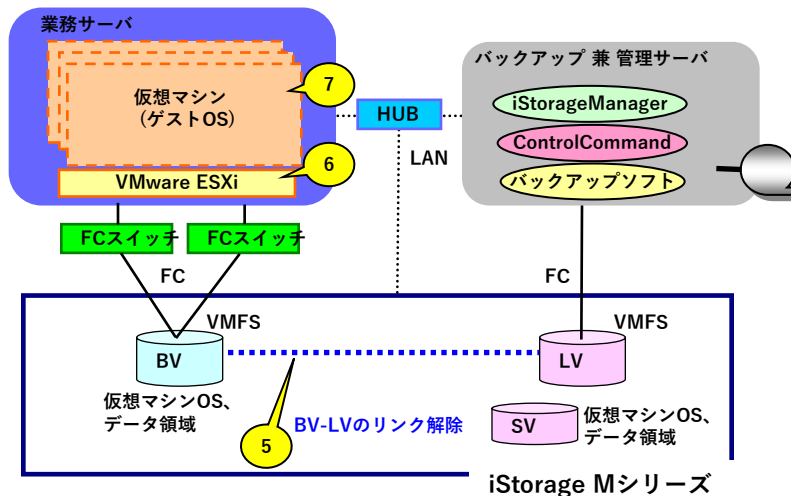 業務サーバ
バックアップ 兼 管理サーバ
仮想マシン
(ゲストOS)
7
HUB
iStorageManager
ControlCommand
LAN
6
VMware ESXi
バックアップソフト
FCスイッチ
FCスイッチ
FC
FC
VMFS
VMFS
BV
LV
仮想マシンOS、
データ領域
BV-LVのリンク解除
5
SV
仮想マシンOS、
データ領域
iStorage Mシリーズ